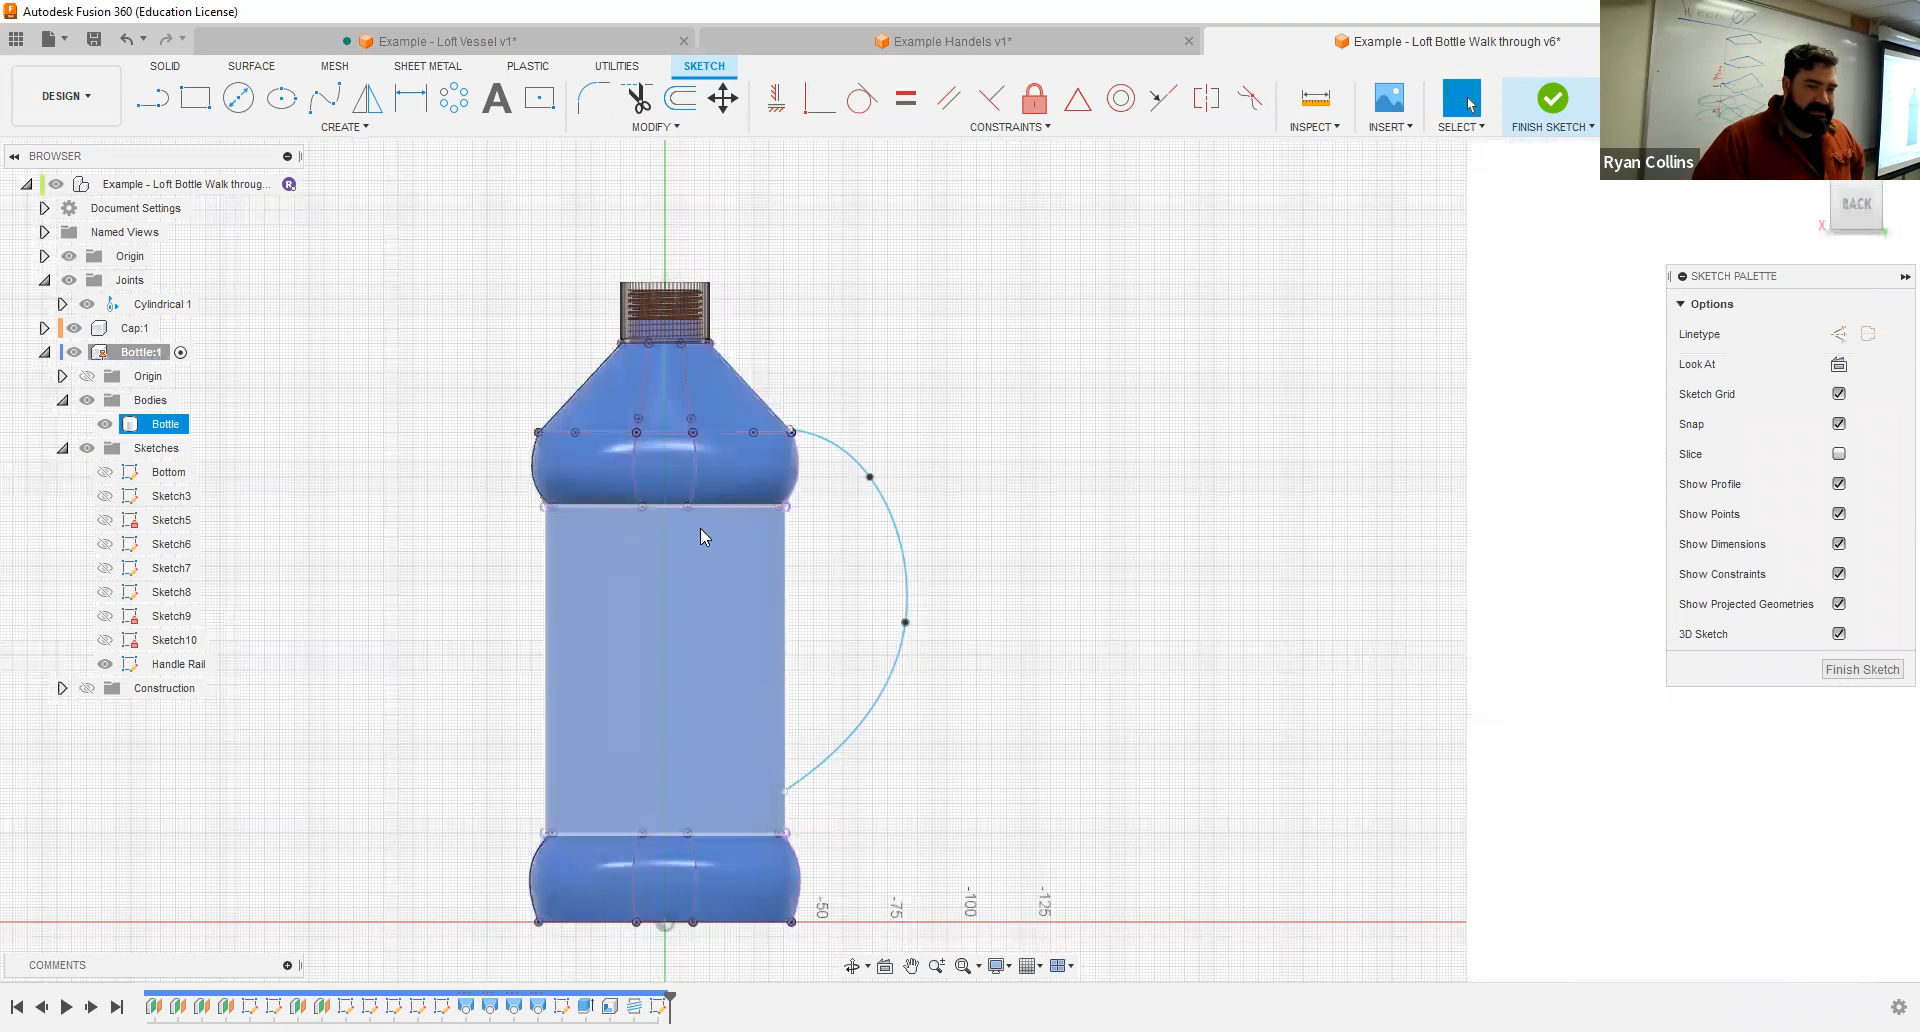 Autodesk Fusion 360 (Education License)
Example - Loft Vessel v1*
Example Handels v1*
Example - Loft Bottle Walk through v6*
SOLID
SURFACE
MESH
SHEET METAL
PLASTIC
UTILITIES
SKETCH
DESIGN
CREATE
MODIFY
CONSTRAINTS
INSPECT
INSERT
SELECT
FINISH SKETCH
Ryan Collins
BROWSER
Example - Loft Bottle Walk throug...
R
Document Settings
Named Views
Origin
Joints
Cylindrical 1
Cap:1
Bottle:1
Origin
Bodies
Bottle
Sketches
Bottom
Sketch3
Sketch5
Sketch6
Sketch7
Sketch8
Sketch9
Sketch10
Handle Rail
Construction
BACK
X
SKETCH PALETTE
Options
Linetype
Look At
Sketch Grid
Snap
Slice
Show Profile
Show Points
Show Dimensions
Show Constraints
Show Projected Geometries
3D Sketch
Finish Sketch
-50
-75
-100
-125
COMMENTS